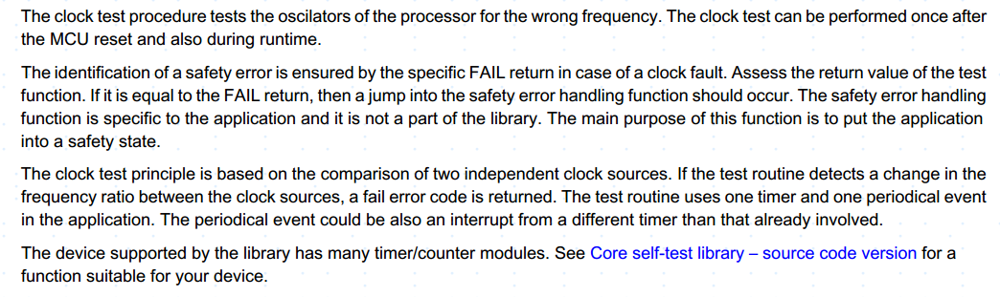 The clock test procedure tests the oscilators of the processor for the wrong frequency. The clock test can be performed once after
the MCU reset and also during runtime.
The identification of a safety error is ensured by the specific FAIL return in case of a clock fault. Assess the return value of the test
function. If it is equal to the FAIL return, then a jump into the safety error handling function should occur. The safety error handling
function is specific to the application and it is not a part of the library. The main purpose of this function is to put the application
into a safety state.
The clock test principle is based on the comparison of two independent clock sources. If the test routine detects a change in the
frequency ratio between the clock sources, a fail error code is returned. The test routine uses one timer and one periodical event
in the application. The periodical event could be also an interrupt from a different timer than that already involved.
The device supported by the library has many timer/counter modules. See Core self-test library – source code version for a
function suitable for your device.